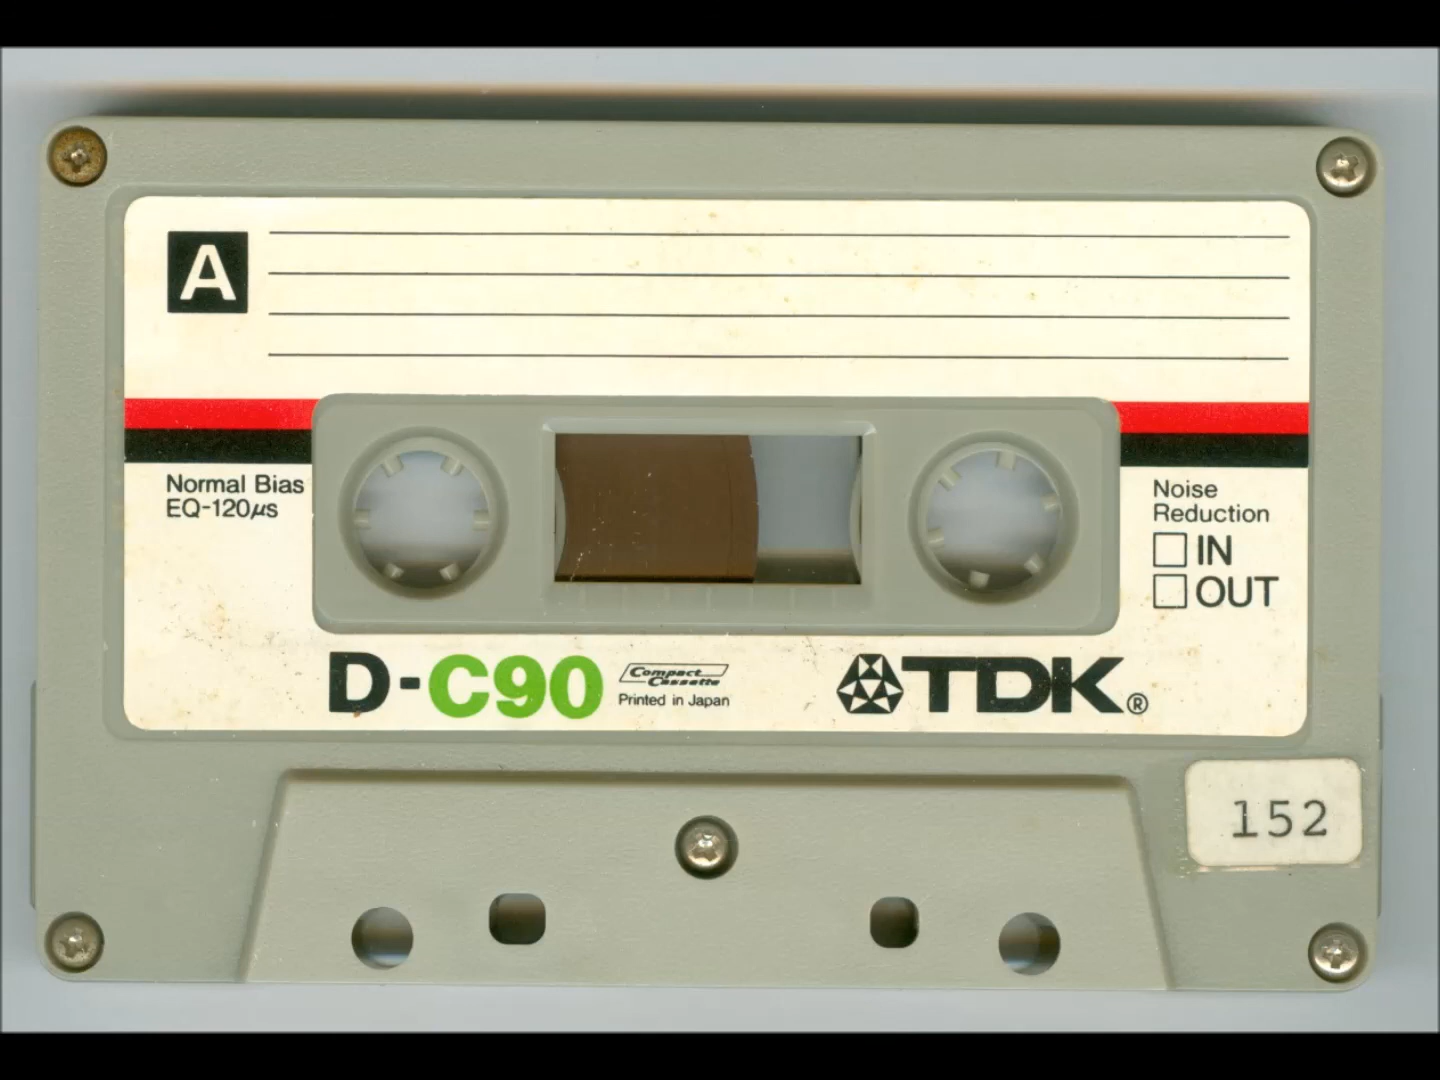 A
Normal Bias
EQ-120μs
Noise
Reduction
IN
OUT
D-C90
Compact
Cassette
Printed in Japan
TDK®
152